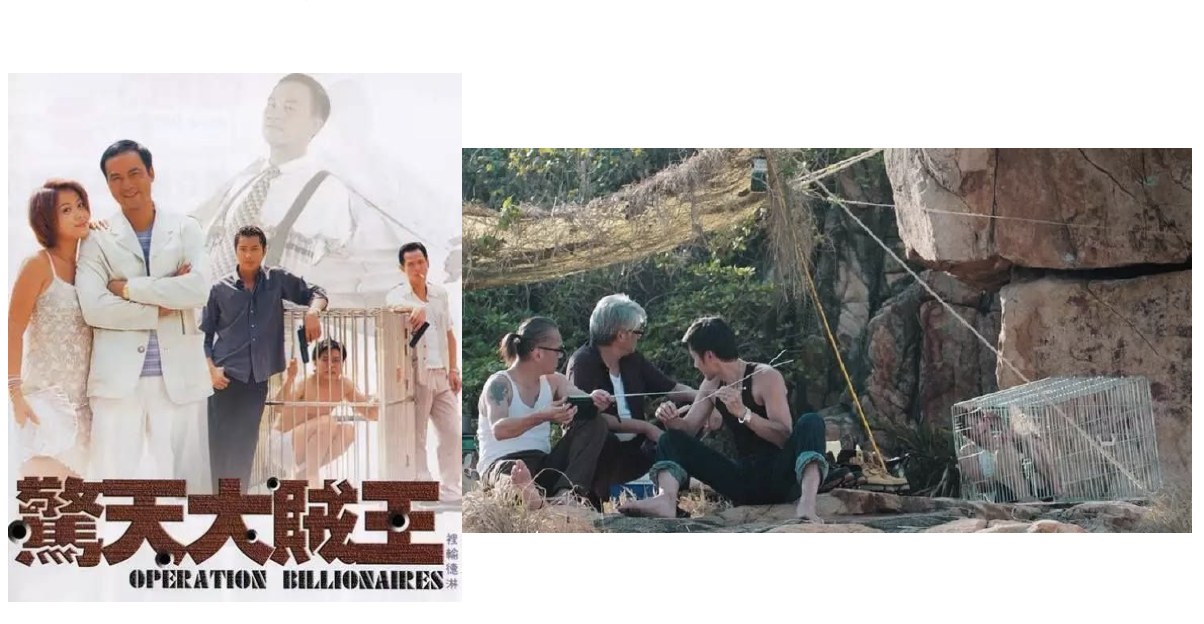 驚天大賊王
OPERATION BILLIONAIRES